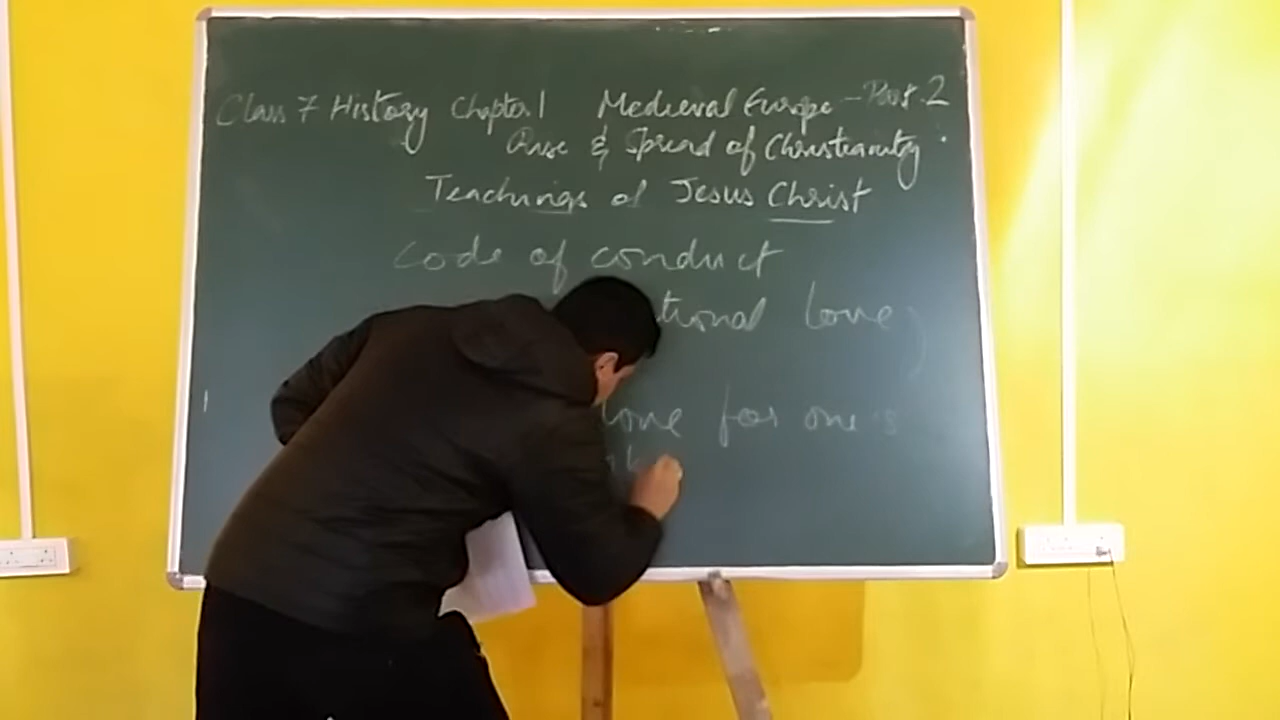 Class 7 History Chapter 1 Medieval Europe - Part. 2
Rise & Spread of Christianity
Teachings of Jesus Christ
Code of conduct
tional love,
love for one's